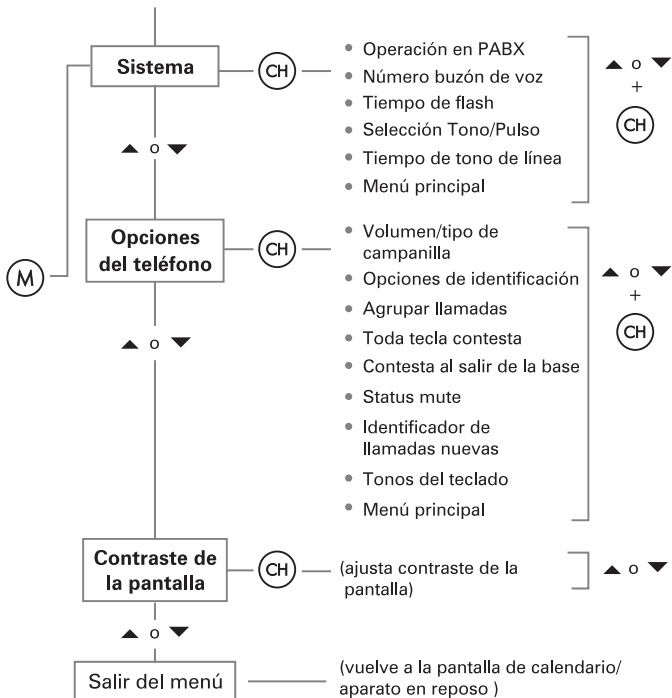 Sistema
CH
• Operación en PABX
• Número buzón de voz
• Tiempo de flash
• Selección Tono/Pulso
• Tiempo de tono de línea
• Menú principal
▲ o ▼
+
CH
▲ o ▼
M
Opciones
del teléfono
CH
• Volumen/tipo de
campanilla
• Opciones de identificación
• Agrupar llamadas
• Toda tecla contesta
• Contesta al salir de la base
• Status mute
• Identificador de
llamadas nuevas
• Tonos del teclado
• Menú principal
▲ o ▼
+
CH
▲ o ▼
Contraste de
la pantalla
CH
(ajusta contraste de la
pantalla)
▲ o ▼
▲ o ▼
Salir del menú
(vuelve a la pantalla de calendario/
aparato en reposo )